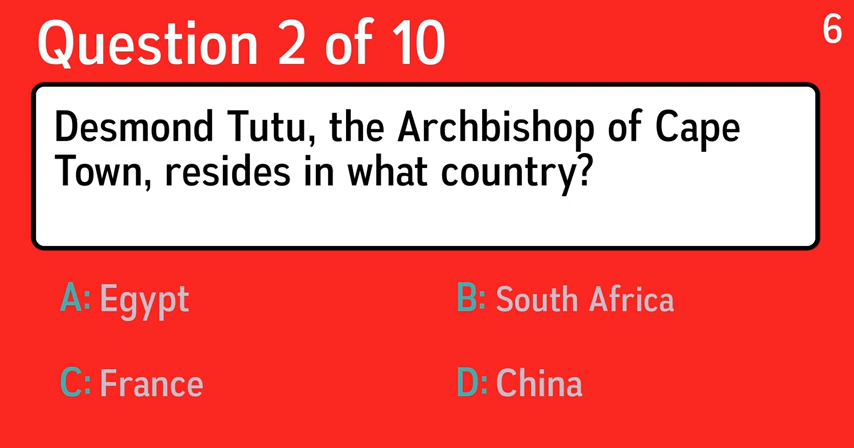 Question 2 of 10
6
Desmond Tutu, the Archbishop of Cape
Town, resides in what country?
A: Egypt
B: South Africa
C: France
D: China